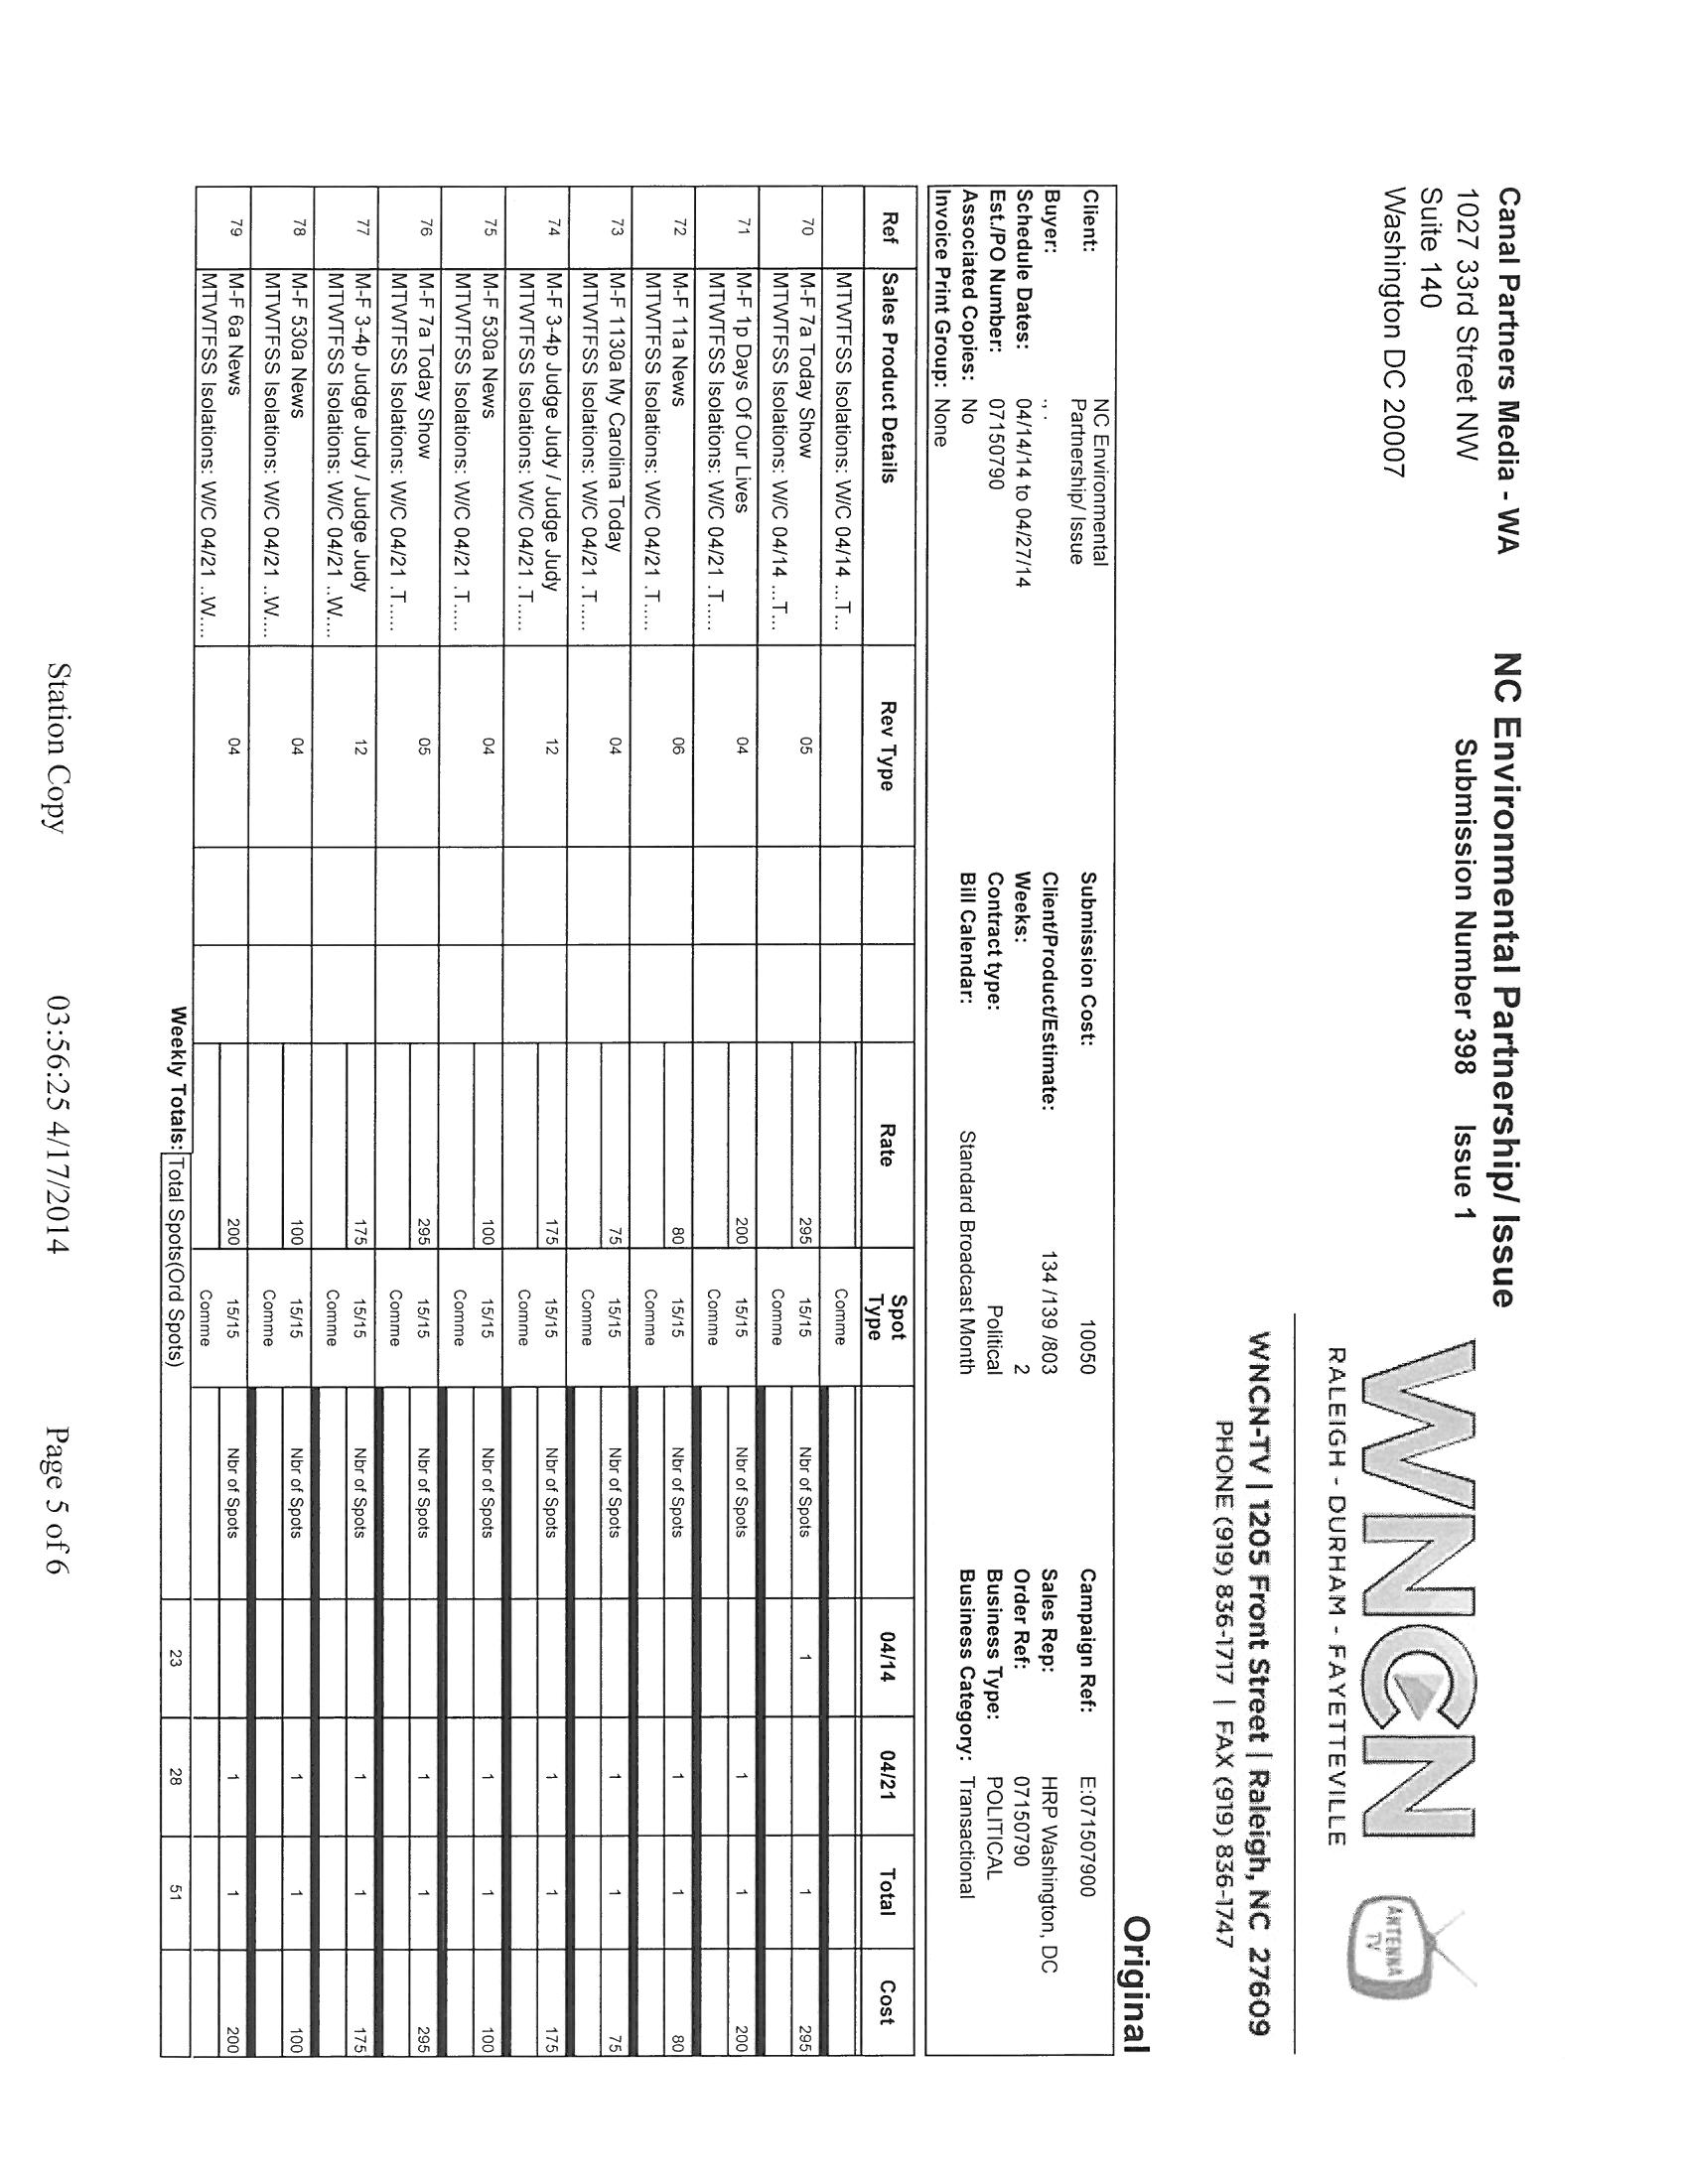 Canal Partners Media - WA
1027 33rd Street NW
Suite 140
Washington DC 20007
NC Environmental Partnership/ Issue
Submission Number 398 Issue 1
WNCN
RALEIGH - DURHAM - FAYETTEVILLE
ANTENNA
TV
WNCN-TV | 1205 Front Street | Raleigh, NC 27609
PHONE (919) 836-1717 | FAX (919) 836-1747
Original
Client: NC Environmental Partnership/ Issue Submission Cost: 10050 Campaign Ref: E:071507900
Buyer: ., . Client/Product/Estimate: 134 /139 /803 Sales Rep: HRP Washington, DC
Schedule Dates: 04/14/14 to 04/27/14 Weeks: 2 Order Ref: 07150790
Est./PO Number: 07150790 Contract type: Political Business Type: POLITICAL
Associated Copies: No Bill Calendar: Standard Broadcast Month Business Category: Transactional
Invoice Print Group: None
Ref Sales Product Details Rev Type Rate Spot Type 04/14 04/21 Total Cost
MTWTFSS Isolations: W/C 04/14 ...T... Comme
70 M-F 7a Today Show 05 295 15/15 Nbr of Spots 1 1 295
MTWTFSS Isolations: W/C 04/14 ...T... Comme
71 M-F 1p Days Of Our Lives 04 200 15/15 Nbr of Spots 1 1 200
MTWTFSS Isolations: W/C 04/21 .T..... Comme
72 M-F 11a News 06 80 15/15 Nbr of Spots 1 1 80
MTWTFSS Isolations: W/C 04/21 .T..... Comme
73 M-F 1130a My Carolina Today 04 75 15/15 Nbr of Spots 1 1 75
MTWTFSS Isolations: W/C 04/21 .T..... Comme
74 M-F 3-4p Judge Judy / Judge Judy 12 175 15/15 Nbr of Spots 1 1 175
MTWTFSS Isolations: W/C 04/21 .T..... Comme
75 M-F 530a News 04 100 15/15 Nbr of Spots 1 1 100
MTWTFSS Isolations: W/C 04/21 .T..... Comme
76 M-F 7a Today Show 05 295 15/15 Nbr of Spots 1 1 295
MTWTFSS Isolations: W/C 04/21 .T..... Comme
77 M-F 3-4p Judge Judy / Judge Judy 12 175 15/15 Nbr of Spots 1 1 175
MTWTFSS Isolations: W/C 04/21 ..W.... Comme
78 M-F 530a News 04 100 15/15 Nbr of Spots 1 1 100
MTWTFSS Isolations: W/C 04/21 ..W.... Comme
79 M-F 6a News 04 200 15/15 Nbr of Spots 1 1 200
MTWTFSS Isolations: W/C 04/21 ..W.... Comme
Weekly Totals: Total Spots(Ord Spots) 23 28 51
Station Copy 03:56:25 4/17/2014 Page 5 of 6